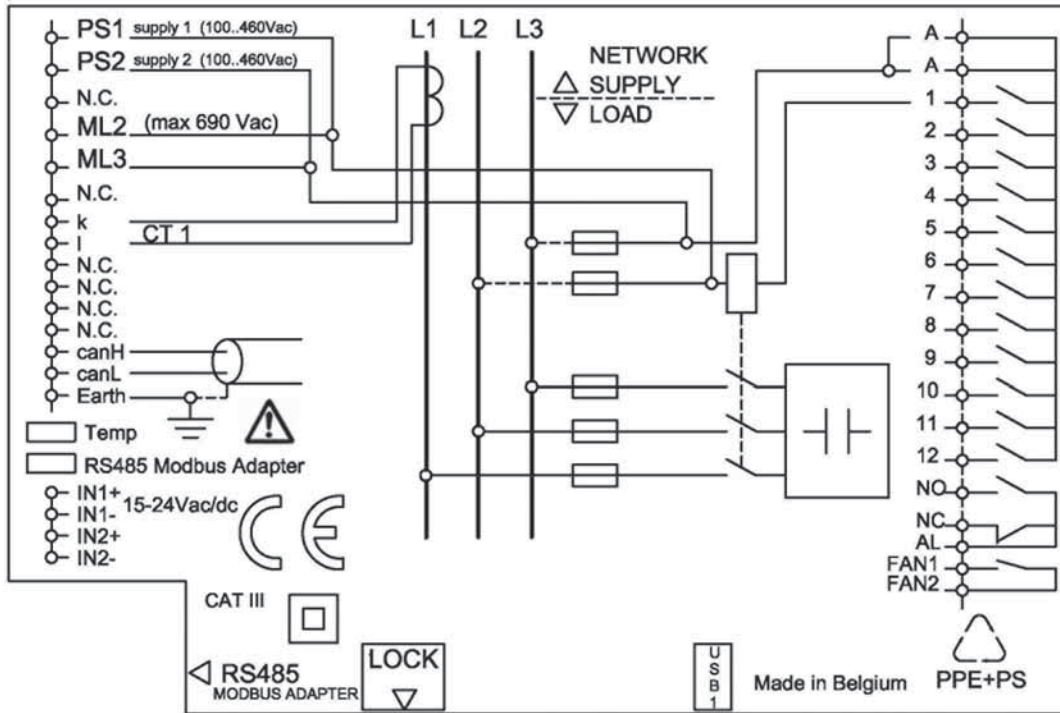 PS1 supply 1 (100..460Vac)
PS2 supply 2 (100..460Vac)
N.C.
ML2 (max 690 Vac)
ML3
N.C.
k
l
CT 1
N.C.
N.C.
N.C.
N.C.
canH
canL
Earth
Temp
RS485 Modbus Adapter
IN1+
IN1-
IN2+
IN2-
15-24Vac/dc
CE
CAT III
RS485
MODBUS ADAPTER
LOCK
L1 L2 L3
NETWORK
SUPPLY
LOAD
A
A
1
2
3
4
5
6
7
8
9
10
11
12
NO
NC
AL
FAN1
FAN2
USB1
Made in Belgium
PPE+PS